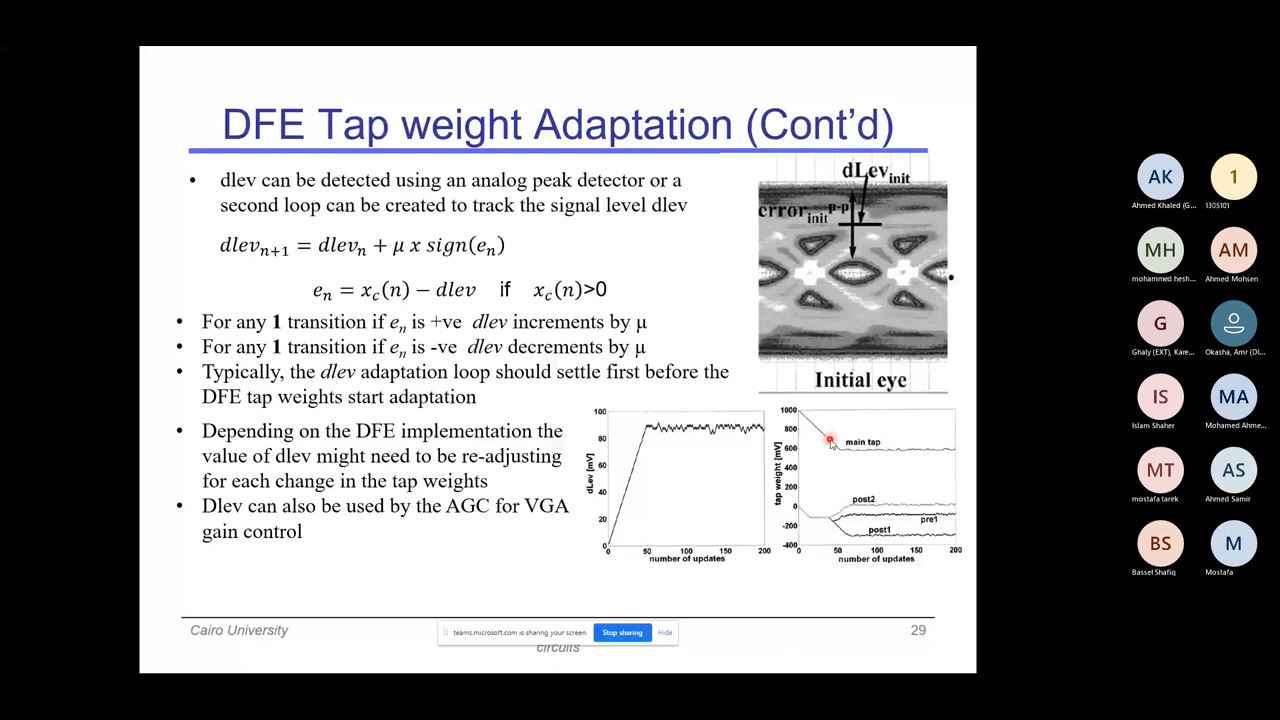 DFE Tap weight Adaptation (Cont'd)
• dlev can be detected using an analog peak detector or a
second loop can be created to track the signal level dlev
dlevₙ₊₁ = dlevₙ + μ x sign(eₙ)
eₙ = x_c(n) − dlev if x_c(n)>0
• For any 1 transition if eₙ is +ve dlev increments by μ
• For any 1 transition if eₙ is -ve dlev decrements by μ
• Typically, the dlev adaptation loop should settle first before the
DFE tap weights start adaptation
• Depending on the DFE implementation the
value of dlev might need to be re-adjusting
for each change in the tap weights
• Dlev can also be used by the AGC for VGA
gain control
dLev init
error init p-p
Initial eye
100
80
60
40
20
0
dLev [mV]
0 50 100 150 200
number of updates
1000
800
600
400
200
0
-200
-400
tap weight [mV]
main tap
post2
pre1
post1
0 50 100 150 200
number of updates
Cairo University
circuits
29
teams.microsoft.com is sharing your screen.
Stop sharing
Hide
AK
Ahmed Khaled (G...
1
1305101
MH
mohammed hesh...
AM
Ahmed Mohsen
G
Ghaly (EXT), Kare...
Okasha, Amr (DI...
IS
Islam Shaher
MA
Mohamed Ahme...
MT
mostafa tarek
AS
Ahmed Samir
BS
Bassel Shafiq
M
Mostafa